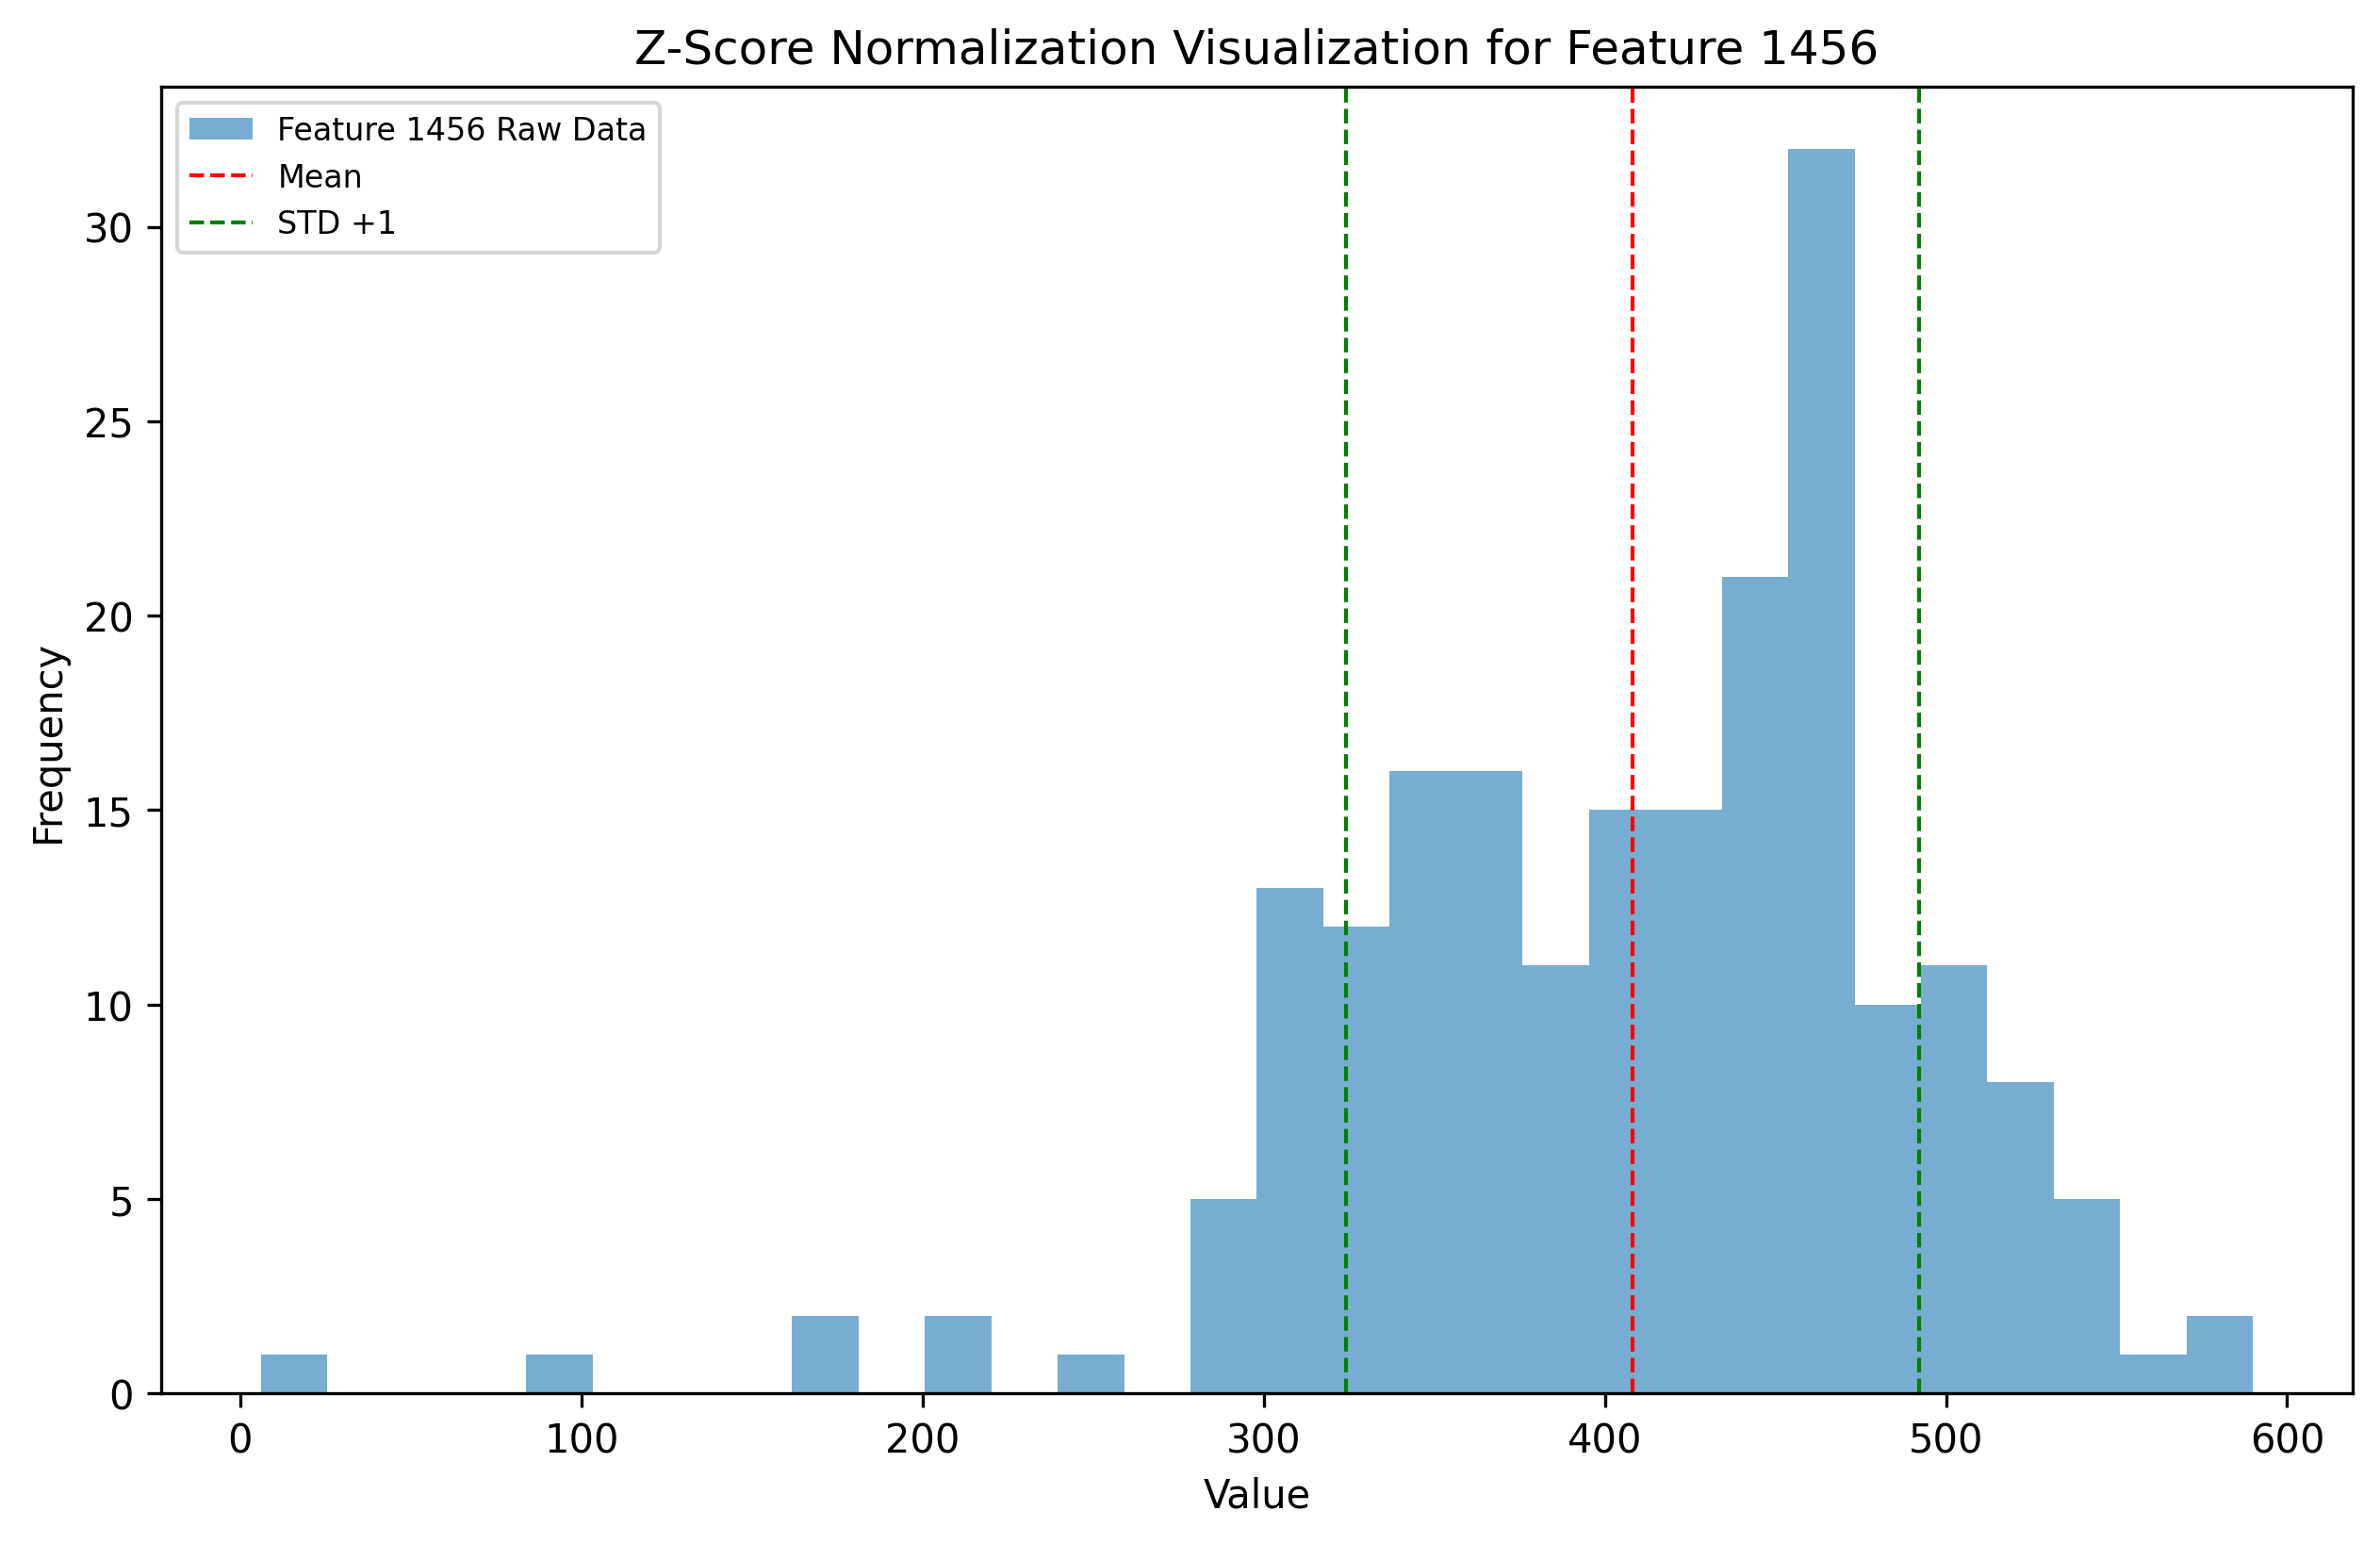 Z-Score Normalization Visualization for Feature 1456
Feature 1456 Raw Data
Mean
STD +1
30
25
20
15
10
5
0
Frequency
0 100 200 300 400 500 600
Value